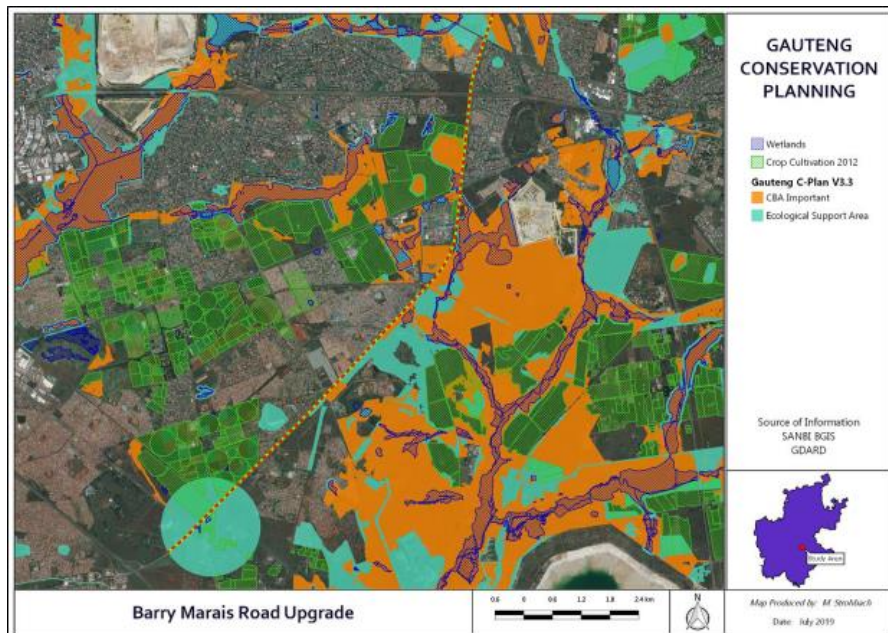 GAUTENG
CONSERVATION
PLANNING
Wetlands
Crop Cultivation 2012
Gauteng C-Plan V3.3
CBA Important
Ecological Support Area
Source of Information
SANBI BGIS
GDARD
Study Area
Barry Marais Road Upgrade
0.6 0 0.6 1.2 1.8 2.4 km
N
Map Produced by: M. Strohbach
Date: July 2019